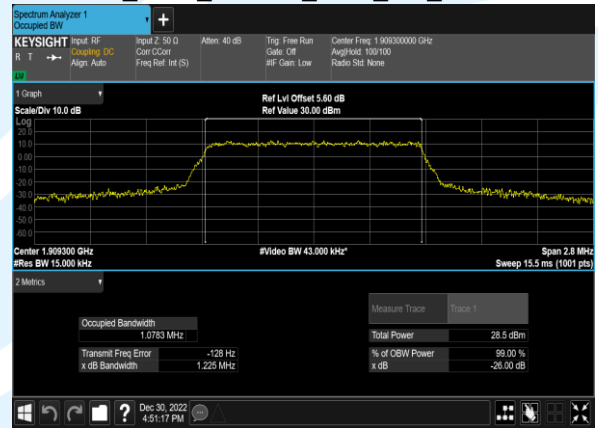 Spectrum Analyzer 1
Occupied BW
+
KEYSIGHT Input: RF Input Z: 50 Ω Atten: 40 dB Trig: Free Run Center Freq: 1.909300000 GHz
R T Coupling: DC Corr CCorr Gate: Off Avg|Hold: 100/100
Align: Auto Freq Ref: Int (S) #IF Gain: Low Radio Std: None
LU
1 Graph
Ref Lvl Offset 5.60 dB
Scale/Div 10.0 dB Ref Value 30.00 dBm
Log
20.0
10.0
0.00
-10.0
-20.0
-30.0
-40.0
-50.0
-60.0
Center 1.909300 GHz #Video BW 43.000 kHz* Span 2.8 MHz
#Res BW 15.000 kHz Sweep 15.5 ms (1001 pts)
2 Metrics
Measure Trace Trace 1
Occupied Bandwidth
1.0783 MHz Total Power 28.5 dBm
Transmit Freq Error -128 Hz % of OBW Power 99.00 %
x dB Bandwidth 1.225 MHz x dB -26.00 dB
? Dec 30, 2022
4:51:17 PM